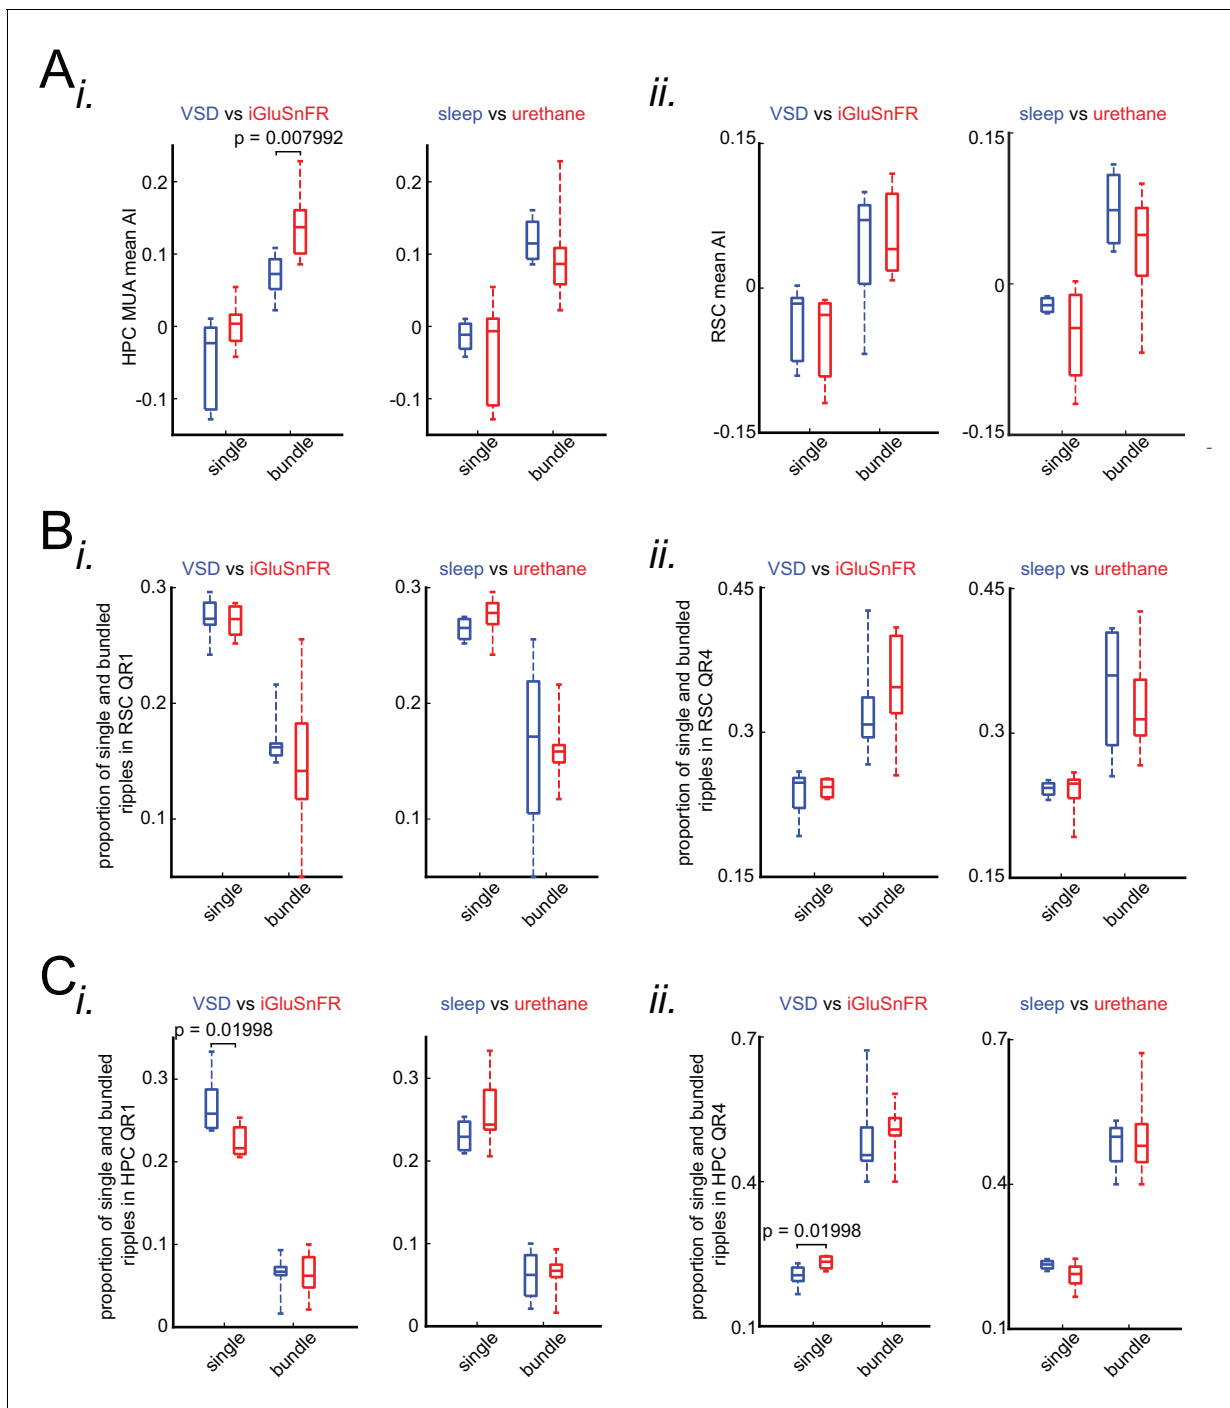 A
i.
VSD vs iGluSnFR
p = 0.007992
HPC MUA mean AI
0.2
0.1
0
-0.1
single
bundle
sleep vs urethane
0.2
0.1
0
-0.1
single
bundle
ii.
VSD vs iGluSnFR
RSC mean AI
0.15
0
-0.15
single
bundle
sleep vs urethane
0.15
0
-0.15
single
bundle
B
i.
VSD vs iGluSnFR
proportion of single and bundled
ripples in RSC QR1
0.3
0.2
0.1
single
bundle
sleep vs urethane
0.3
0.2
0.1
single
bundle
ii.
VSD vs iGluSnFR
proportion of single and bundled
ripples in RSC QR4
0.45
0.3
0.15
single
bundle
sleep vs urethane
0.45
0.3
0.15
single
bundle
C
i.
VSD vs iGluSnFR
p = 0.01998
proportion of single and bundled
ripples in HPC QR1
0.3
0.2
0.1
0
single
bundle
sleep vs urethane
0.3
0.2
0.1
0
single
bundle
ii.
VSD vs iGluSnFR
proportion of single and bundled
ripples in HPC QR4
0.7
0.4
p = 0.01998
0.1
single
bundle
sleep vs urethane
0.7
0.4
0.1
single
bundle